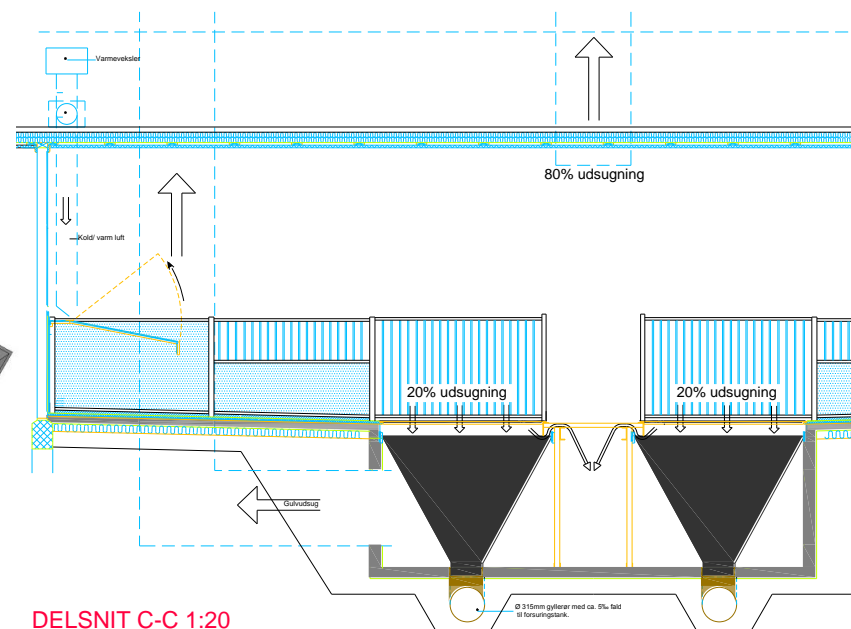 Varmeveksler
80% udsugning
Kold/ varm luft
20% udsugning
20% udsugning
Gulvudsug
Ø 315mm gyllerør med ca. 5‰ fald
til forsuringstank.
DELSNIT C-C 1:20